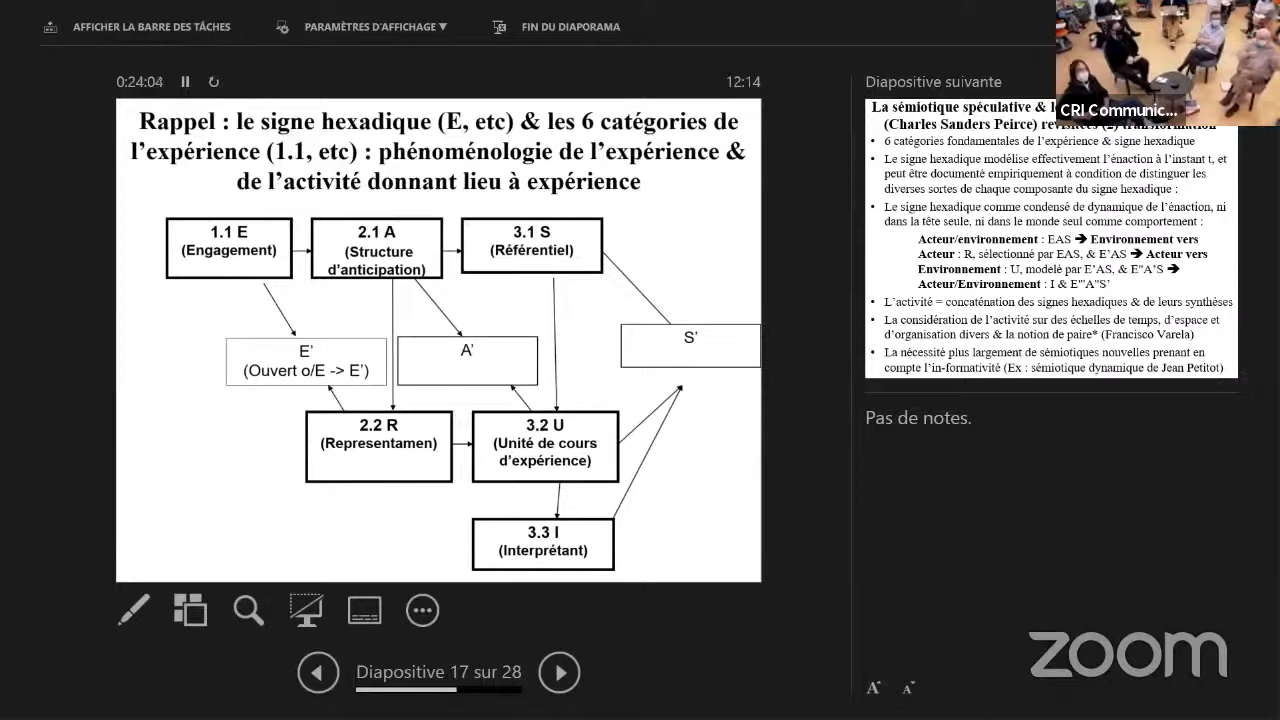 AFFICHER LA BARRE DES TÂCHES
PARAMÈTRES D'AFFICHAGE ▼
FIN DU DIAPORAMA
0:24:04
12:14
Rappel : le signe hexadique (E, etc) & les 6 catégories de
l'expérience (1.1, etc) : phénoménologie de l'expérience &
de l'activité donnant lieu à expérience
1.1 E
(Engagement)
2.1 A
(Structure
d'anticipation)
3.1 S
(Référentiel)
E'
(Ouvert o/E -> E')
A'
S'
2.2 R
(Representamen)
3.2 U
(Unité de cours
d'expérience)
3.3 I
(Interprétant)
Diapositive 17 sur 28
Diapositive suivante
CRI Communic...
La sémiotique spéculative &
(Charles Sanders Peirce) revisitées (2) transformation
• 6 catégories fondamentales de l'expérience & signe hexadique
• Le signe hexadique modélise effectivement l'énaction à l'instant t, et
peut être documenté empiriquement à condition de distinguer les
diverses sortes de chaque composante du signe hexadique :
• Le signe hexadique comme condensé de dynamique de l'énaction, ni
dans la tête seule, ni dans le monde seul comme comportement :
Acteur/environnement : EAS ➔ Environnement vers
Acteur : R, sélectionné par EAS, & E'AS ➔ Acteur vers
Environnement : U, modelé par E'AS, & E"A'S ➔
Acteur/Environnement : I & E'"A"S'
• L'activité = concaténation des signes hexadiques & de leurs synthèses
• La considération de l'activité sur des échelles de temps, d'espace et
d'organisation divers & la notion de paire* (Francisco Varela)
• La nécessité plus largement de sémiotiques nouvelles prenant en
compte l'in-formativité (Ex : sémiotique dynamique de Jean Petitot)
Pas de notes.
A A
zoom